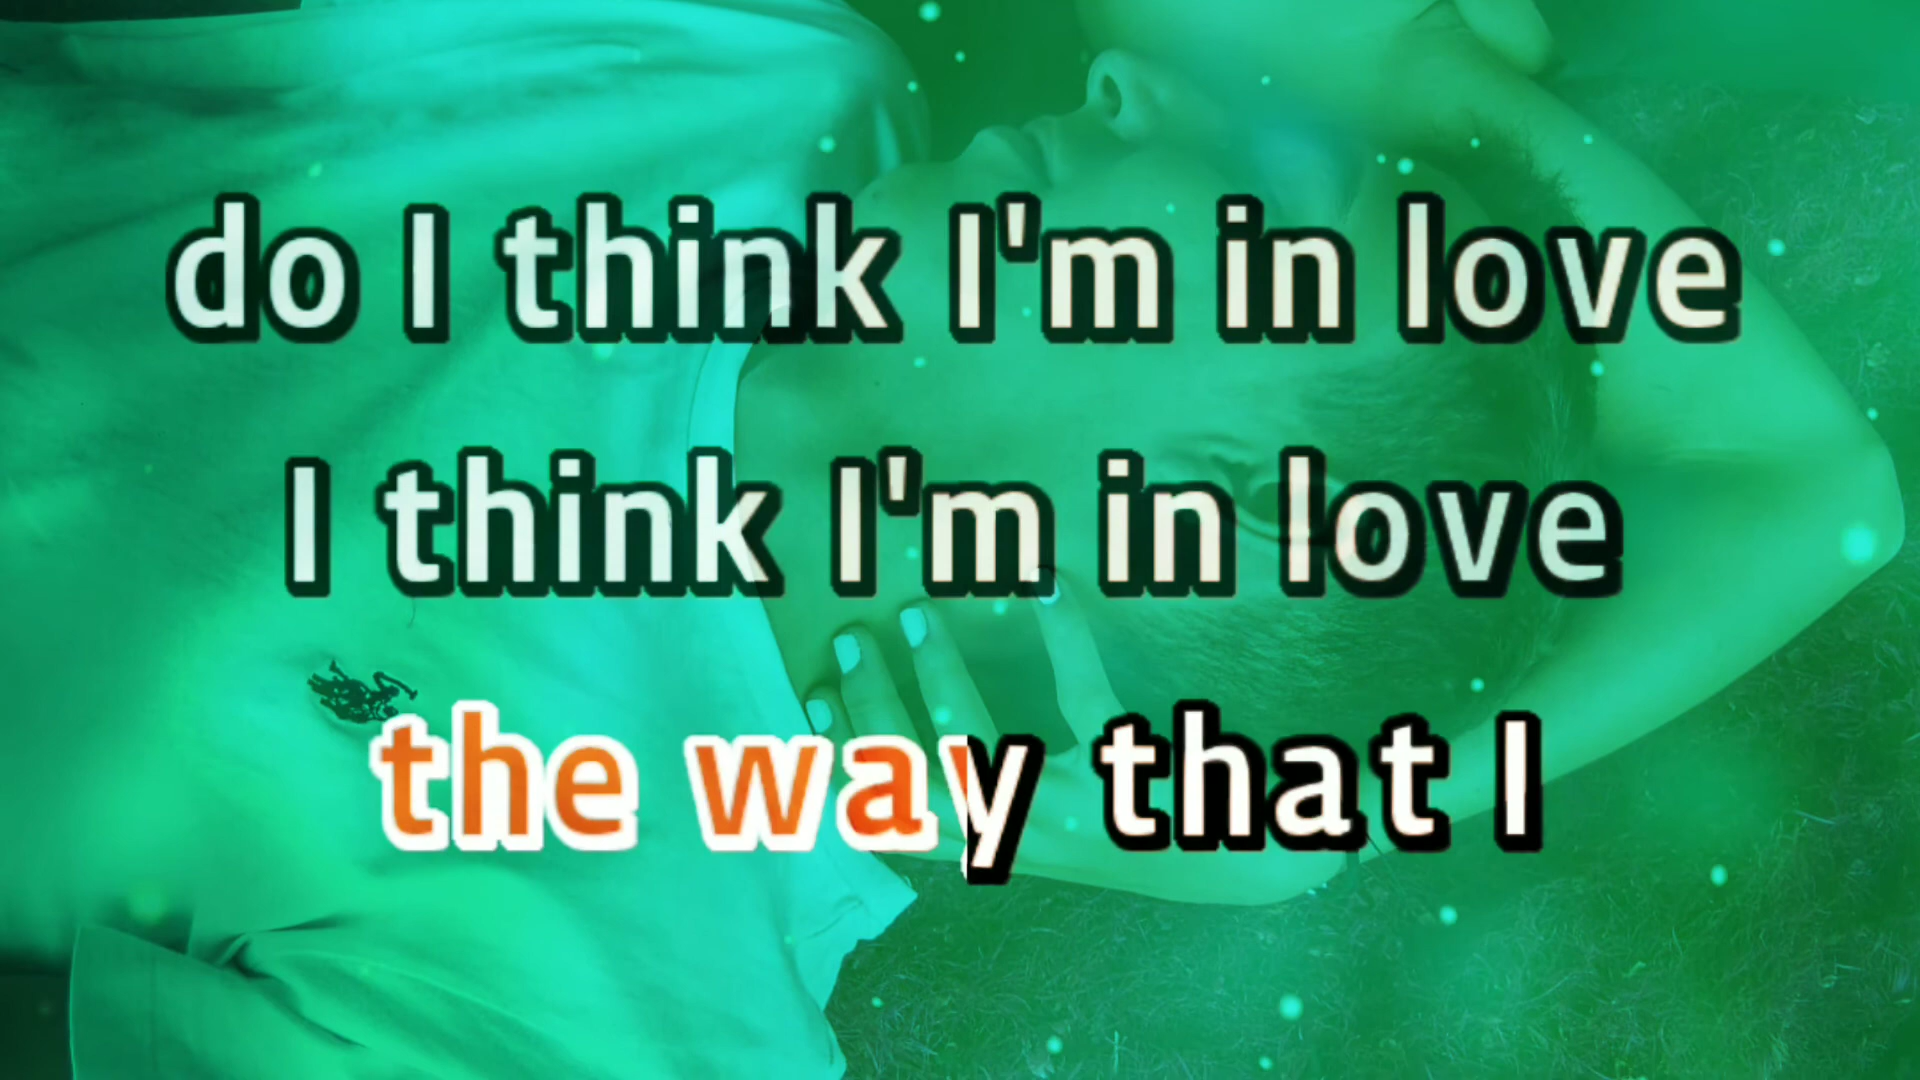 do I think I'm in love
I think I'm in love
the way that I